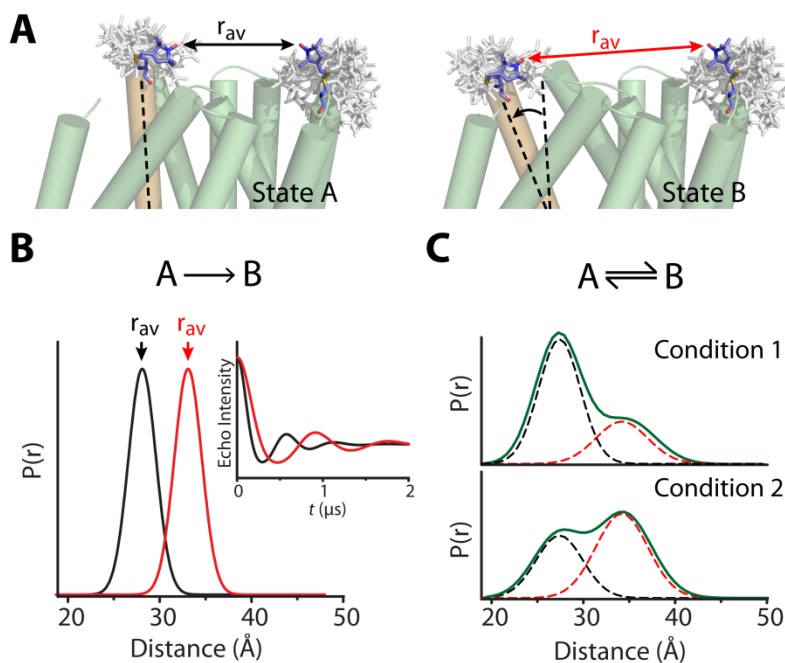 A
r_av
r_av
State A
State B
B
A → B
r_av
r_av
P(r)
Echo Intensity
0
1
2
t (μs)
20
30
40
50
Distance (Å)
C
A ⇌ B
Condition 1
P(r)
Condition 2
P(r)
20
30
40
50
Distance (Å)